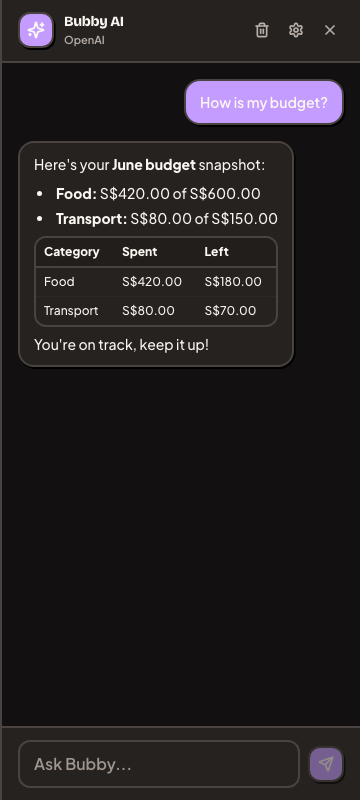 Bubby AI
OpenAI
How is my budget?
Here's your June budget snapshot:
• Food: S$420.00 of S$600.00
• Transport: S$80.00 of S$150.00
Category Spent Left
Food S$420.00 S$180.00
Transport S$80.00 S$70.00
You're on track, keep it up!
Ask Bubby...